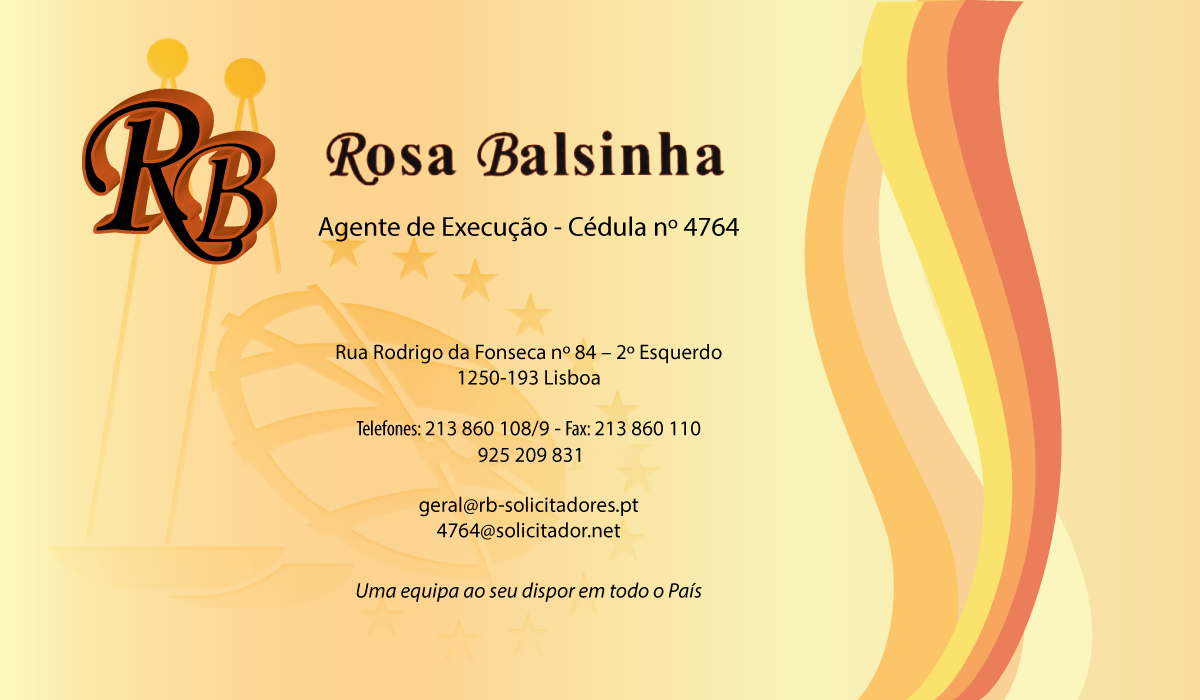 RB
Rosa Balsinha
Agente de Execução - Cédula nº 4764
Rua Rodrigo da Fonseca nº 84 – 2º Esquerdo
1250-193 Lisboa
Telefones: 213 860 108/9 - Fax: 213 860 110
925 209 831
geral@rb-solicitadores.pt
4764@solicitador.net
Uma equipa ao seu dispor em todo o País